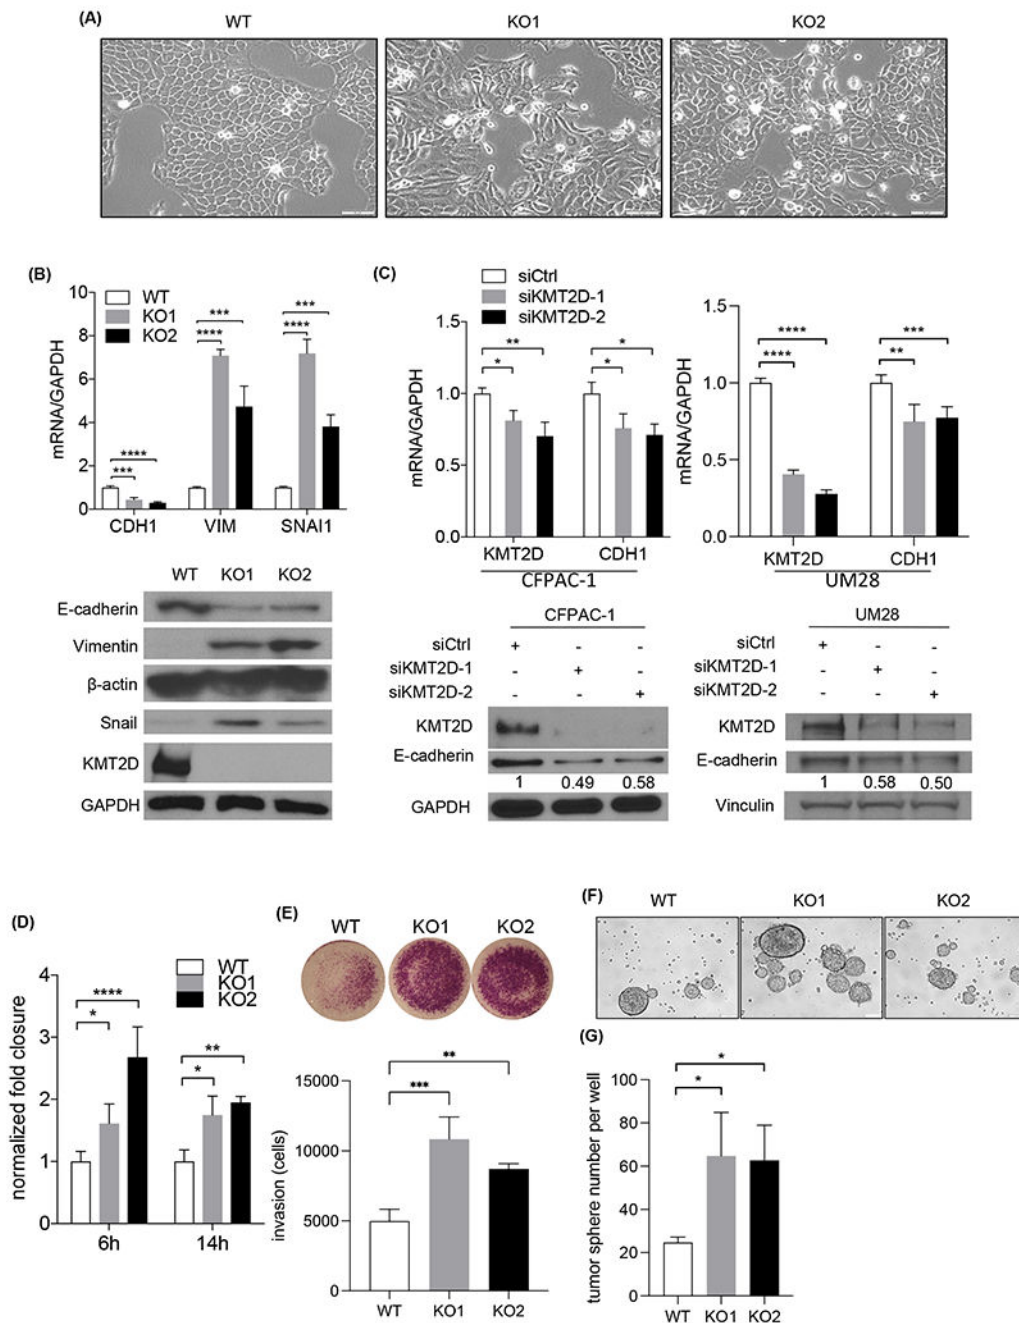 (A)
WT KO1 KO2
(B)
WT
KO1
KO2
mRNA/GAPDH
10
8
6
4
2
0
*** ***
**** ****
****
***
CDH1 VIM SNAI1
WT KO1 KO2
E-cadherin
Vimentin
β-actin
Snail
KMT2D
GAPDH
(C)
siCtrl
siKMT2D-1
siKMT2D-2
mRNA/GAPDH
1.5
1.0
0.5
0.0
** *
* *
KMT2D CDH1
CFPAC-1
mRNA/GAPDH
1.5
1.0
0.5
0.0
**** ***
**** **
KMT2D CDH1
UM28
CFPAC-1
siCtrl + - -
siKMT2D-1 - + -
siKMT2D-2 - - +
KMT2D
E-cadherin
1 0.49 0.58
GAPDH
UM28
siCtrl + - -
siKMT2D-1 - + -
siKMT2D-2 - - +
KMT2D
E-cadherin
1 0.58 0.50
Vinculin
(D)
WT
KO1
KO2
normalized fold closure
4
3
2
1
0
****
*
**
*
6h 14h
(E)
WT KO1 KO2
invasion (cells)
15000
10000
5000
0
**
***
WT KO1 KO2
(F)
WT KO1 KO2
(G)
tumor sphere number per well
100
80
60
40
20
0
*
*
WT KO1 KO2